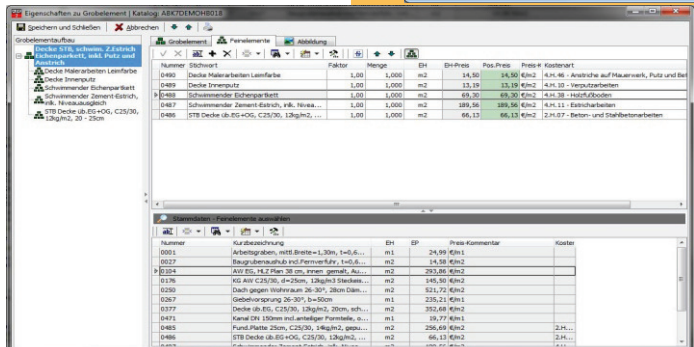 Eigenschaften zu Grobelement | Katalog: ABK7DEMOHB018
Speichern und Schließen Abbrechen
Grobelementaufbau
Decke STB, schwim. Z.Estrich
Eichenparkett, inkl. Putz und
Anstrich
Decke Malerarbeiten Leimfarbe
Decke Innenputz
Schwimmender Eichenparkett
Schwimmender Zement-Estrich,
ink. Niveauausgleich
STB Decke üb.EG+OG, C25/30,
12kg/m2, 20 - 25cm
Grobelement Feinelemente Abbildung
Nummer Stichwort Faktor Menge EH EH-Preis Pos.Preis Preis-K Kostenart
0490 Decke Malerarbeiten Leimfarbe 1,00 1,000 m2 14,50 14,50 €/m2 4.H.46 - Anstriche auf Mauerwerk, Putz und Bet
0489 Decke Innenputz 1,00 1,000 m2 13,19 13,19 €/m2 4.H.10 - Verputzarbeiten
0488 Schwimmender Eichenparkett 1,00 1,000 m2 69,30 69,30 €/m2 4.H.38 - Holzfußboden
0487 Schwimmender Zement-Estrich, ink. Nivea... 1,00 1,000 m2 189,56 189,56 €/m2 4.H.11 - Estricharbeiten
0486 STB Decke üb.EG+OG, C25/30, 12kg/m2, ... 1,00 1,000 m2 66,13 66,13 €/m2 2.H.07 - Beton- und Stahlbetonarbeiten
Stammdaten - Feinelemente auswählen
Nummer Kurzbezeichnung EH EP Preis-Kommentar Kosten
0001 Arbeitsgraben, mittl.Breite=1,30m, t=0,6... m1 24,99 €/m1
0027 Baugrubenaushub incl.Fernverfuhr, t=0,6... m2 14,58 €/m2
0104 AW EG, HLZ Plan 38 cm, innen gemalt, Au... m2 293,86 €/m2
0176 KG AW C25/30, d=25cm, 12kg/m3 Steckeis... m2 145,50 €/m2
0250 Dach gegen Wohnraum 26-30°, 28cm Däm... m2 521,72 €/m2
0267 Giebelvorsprung 26-30°, b=50cm m1 235,21 €/m1
0377 Decke üb.EG, C25/30, 12kg/m2, 20cm, sch... m2 352,68 €/m2
0471 Kanal DN 150mm incl.anteiliger Formteile, o... m1 19,77 €/m1
0485 Fund.Platte 25cm, C25/30, 14kg/m2, gepu... m2 256,69 €/m2 2.H...
0486 STB Decke üb.EG+OG, C25/30, 12kg/m2, ... m2 66,13 €/m2 2.H...